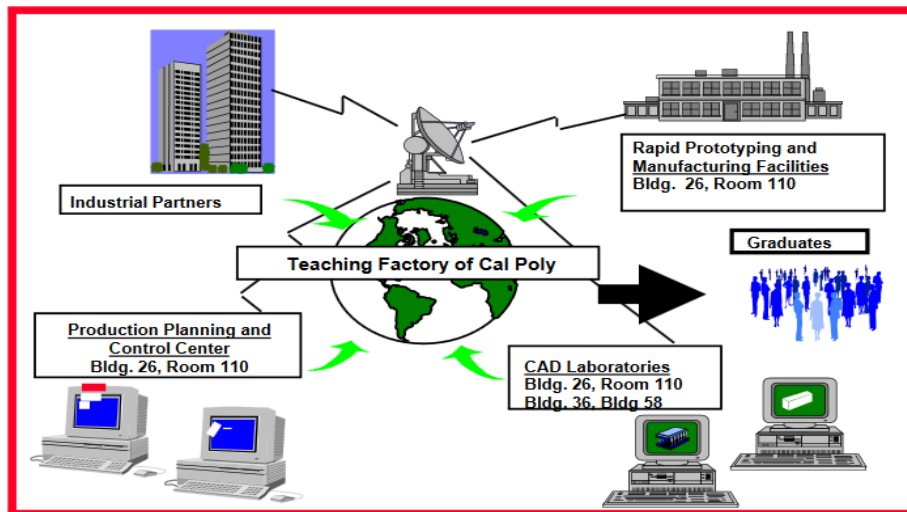 Industrial Partners
Rapid Prototyping and
Manufacturing Facilities
Bldg. 26, Room 110
Graduates
Teaching Factory of Cal Poly
Production Planning and
Control Center
Bldg. 26, Room 110
CAD Laboratories
Bldg. 26, Room 110
Bldg. 36, Bldg 58